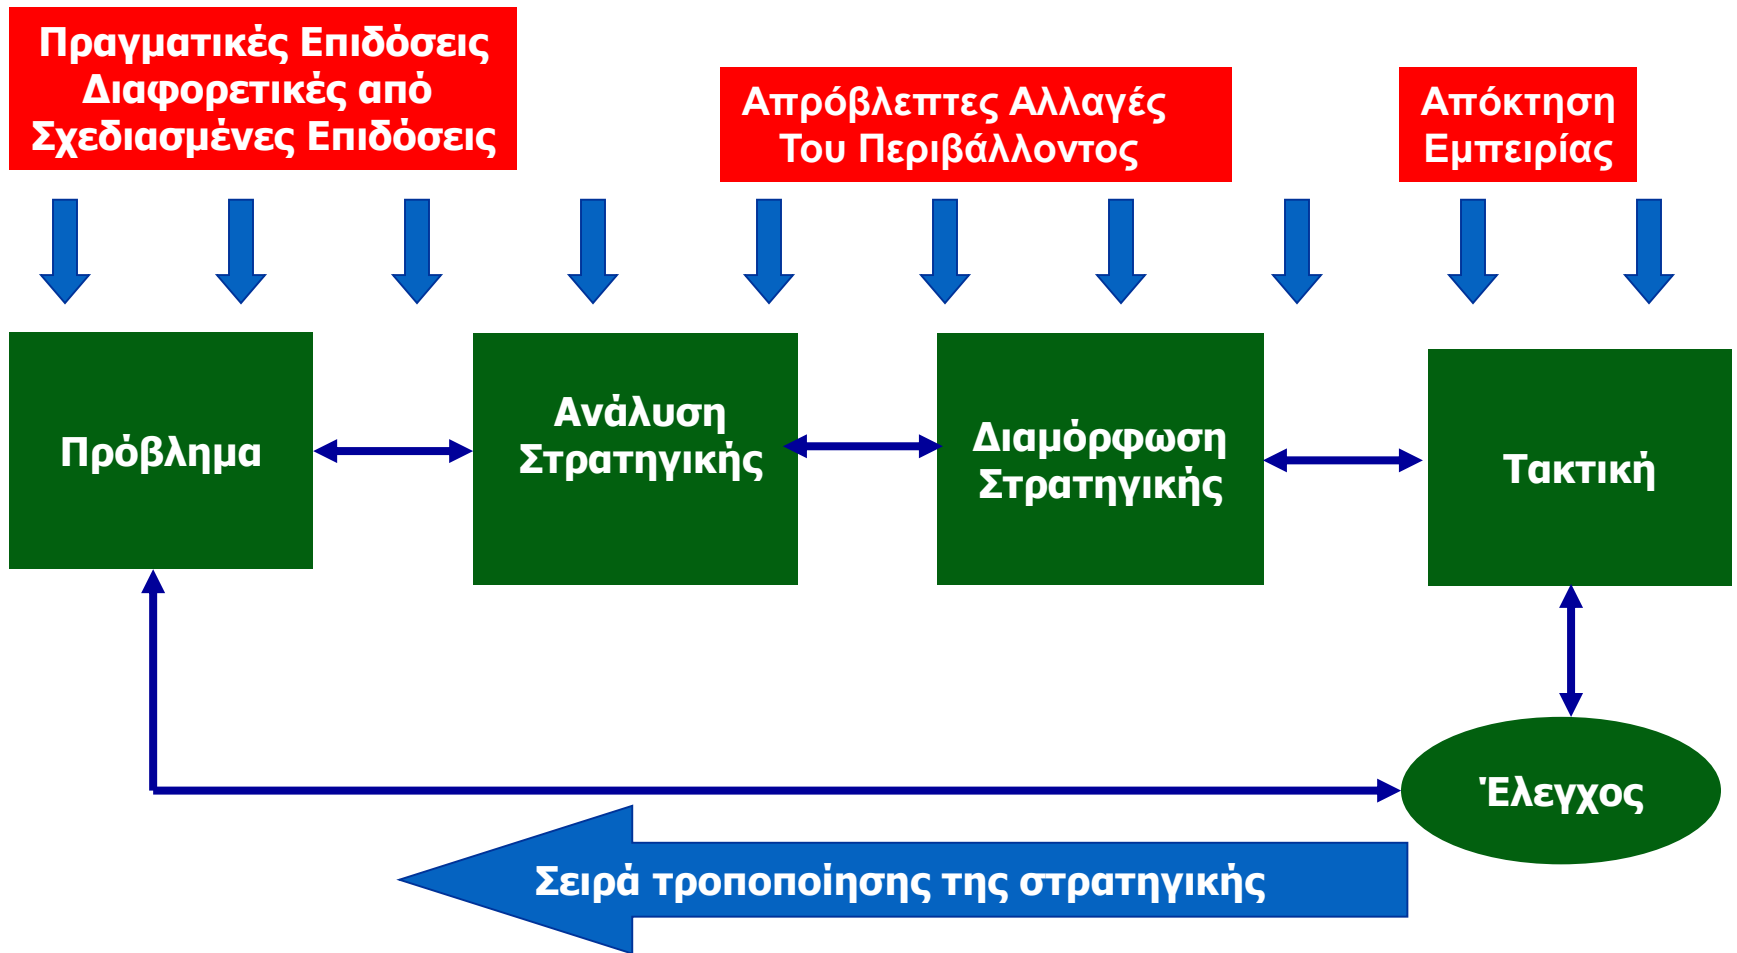 Πραγματικές Επιδόσεις
Διαφορετικές από
Σχεδιασμένες Επιδόσεις
Απρόβλεπτες Αλλαγές
Του Περιβάλλοντος
Απόκτηση
Εμπειρίας
Πρόβλημα
Ανάλυση
Στρατηγικής
Διαμόρφωση
Στρατηγικής
Τακτική
Έλεγχος
Σειρά τροποποίησης της στρατηγικής